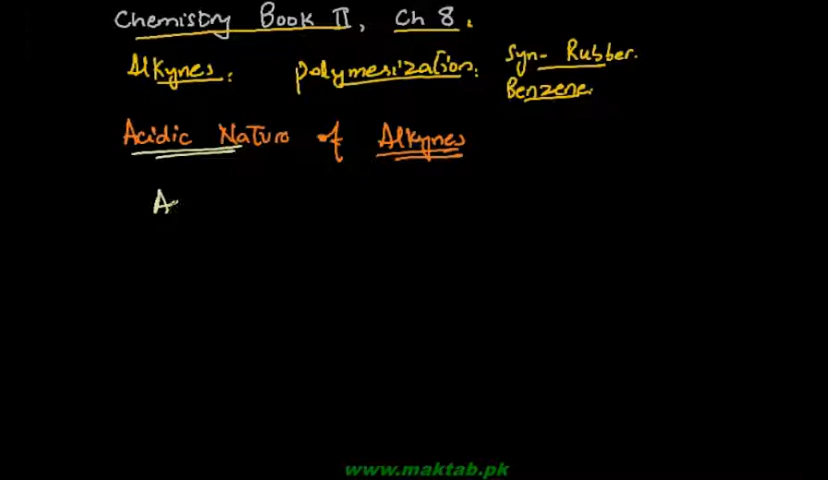 Chemistry Book II, Ch 8.
Alkynes. polymerization. Syn- Rubber.
Benzene.
Acidic Nature of Alkynes
A
www.maktab.pk